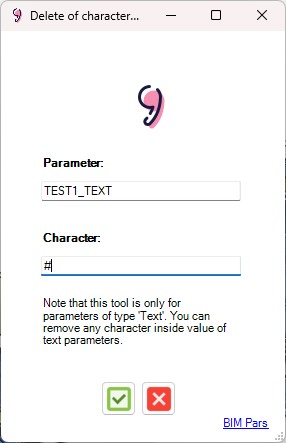 Delete of character...
Parameter:
TEST1_TEXT
Character:
#
Note that this tool is only for
parameters of type 'Text'. You can
remove any character inside value of
text parameters.
BIM Pars